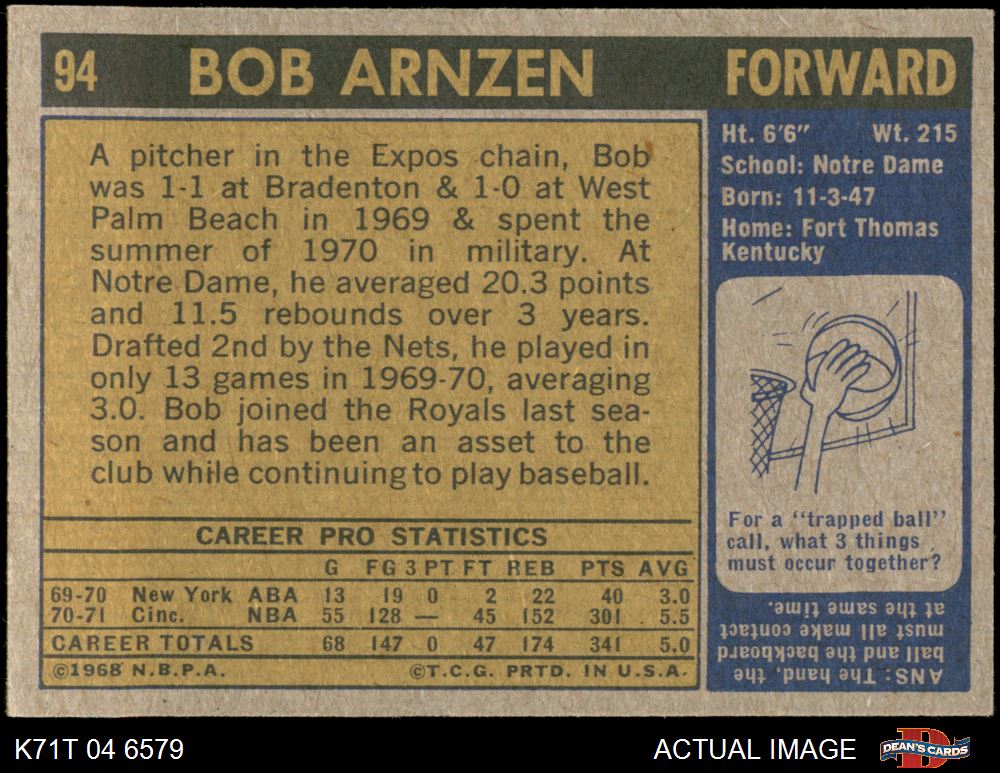 94 BOB ARNZEN FORWARD
A pitcher in the Expos chain, Bob
was 1-1 at Bradenton & 1-0 at West
Palm Beach in 1969 & spent the
summer of 1970 in military. At
Notre Dame, he averaged 20.3 points
and 11.5 rebounds over 3 years.
Drafted 2nd by the Nets, he played in
only 13 games in 1969-70, averaging
3.0. Bob joined the Royals last sea-
son and has been an asset to the
club while continuing to play baseball.
CAREER PRO STATISTICS
G FG 3PT FT REB PTS AVG
69-70 New York ABA 13 19 0 2 22 40 3.0
70-71 Cinc. NBA 55 128 — 45 152 301 5.5
CAREER TOTALS 68 147 0 47 174 341 5.0
©1968 N.B.P.A. ©T.C.G. PRTD. IN U.S.A.
Ht. 6'6" Wt. 215
School: Notre Dame
Born: 11-3-47
Home: Fort Thomas
Kentucky
For a "trapped ball"
call, what 3 things
must occur together?
ANS: The hand, the
ball and the backboard
must all make contact
at the same time.
K71T 04 6579 ACTUAL IMAGE DEAN'S CARDS